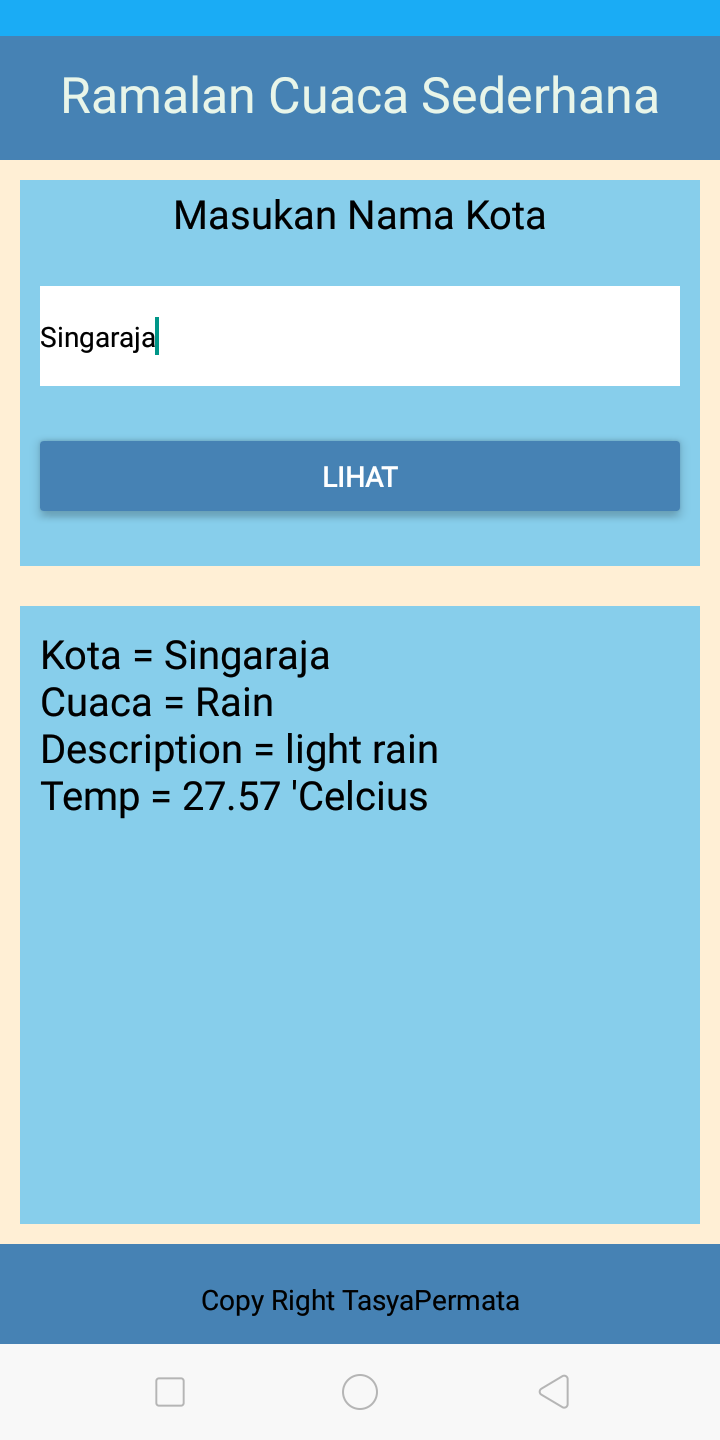 Ramalan Cuaca Sederhana
Masukan Nama Kota
Singaraja
LIHAT
Kota = Singaraja
Cuaca = Rain
Description = light rain
Temp = 27.57 'Celcius
Copy Right TasyaPermata